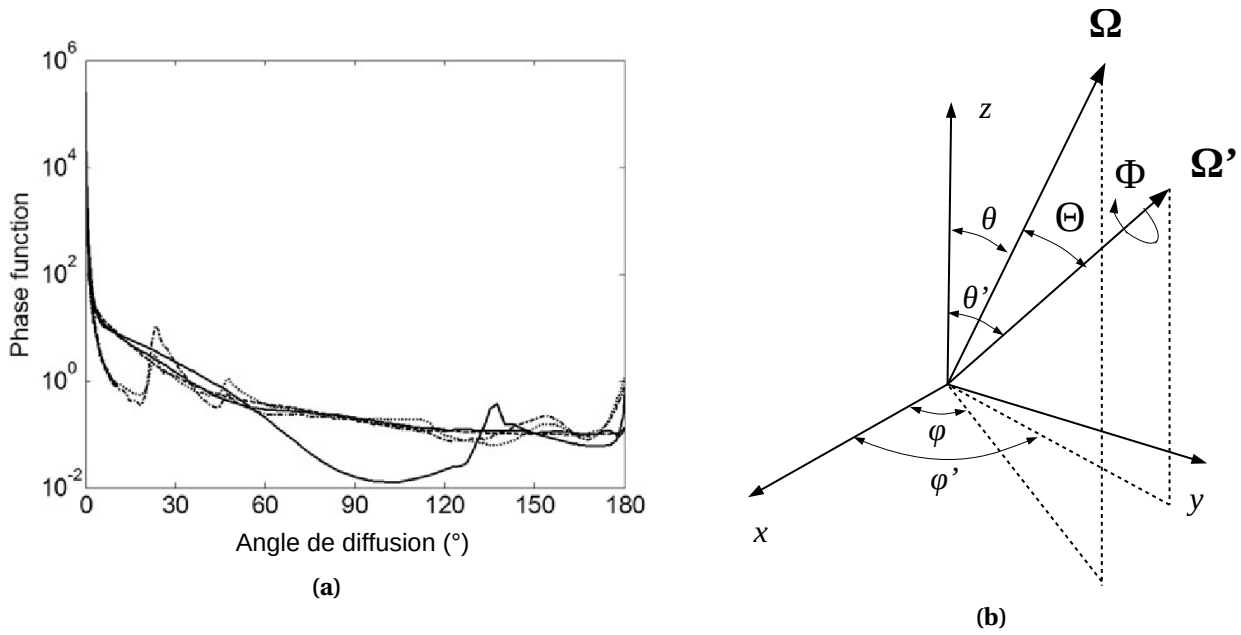 10^6
10^4
10^2
10^0
10^-2
Phase function
0 30 60 90 120 150 180
Angle de diffusion (°)
(a)
Ω
z
Ω’
Φ
θ
Θ
θ’
φ
φ’
x
y
(b)